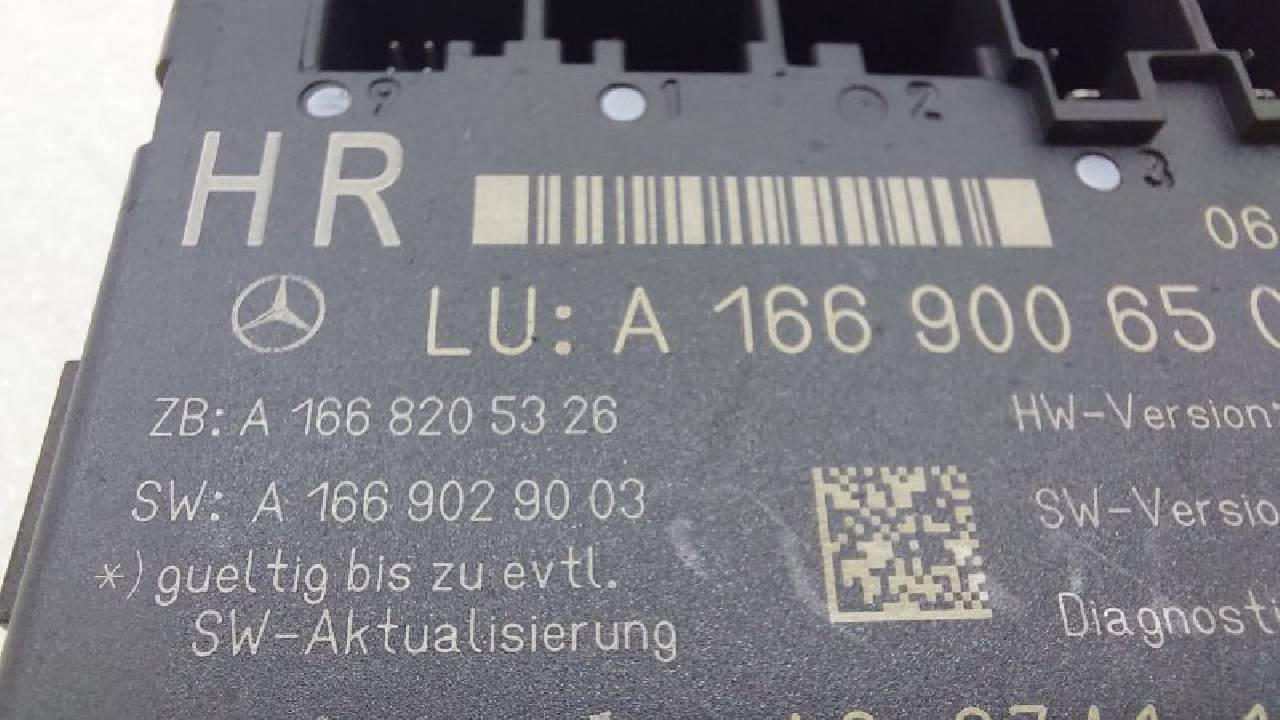 9 1 2 3
HR
06
LU: A 166 900 65 0
ZB: A 166 820 53 26
HW-Version:
SW: A 166 902 90 03
SW-Versio
*) gueltig bis zu evtl.
SW-Aktualisierung
Diagnosti